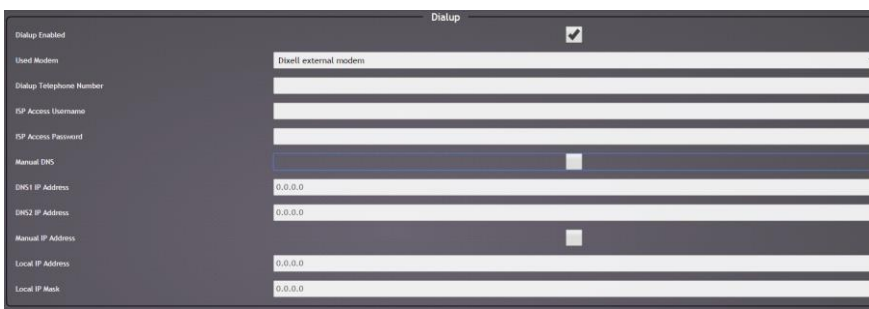 Dialup
Dialup Enabled
Used Modem Dixell external modem
Dialup Telephone Number
ISP Access Username
ISP Access Password
Manual DNS
DNS1 IP Address 0.0.0.0
DNS2 IP Address 0.0.0.0
Manual IP Address
Local IP Address 0.0.0.0
Local IP Mask 0.0.0.0